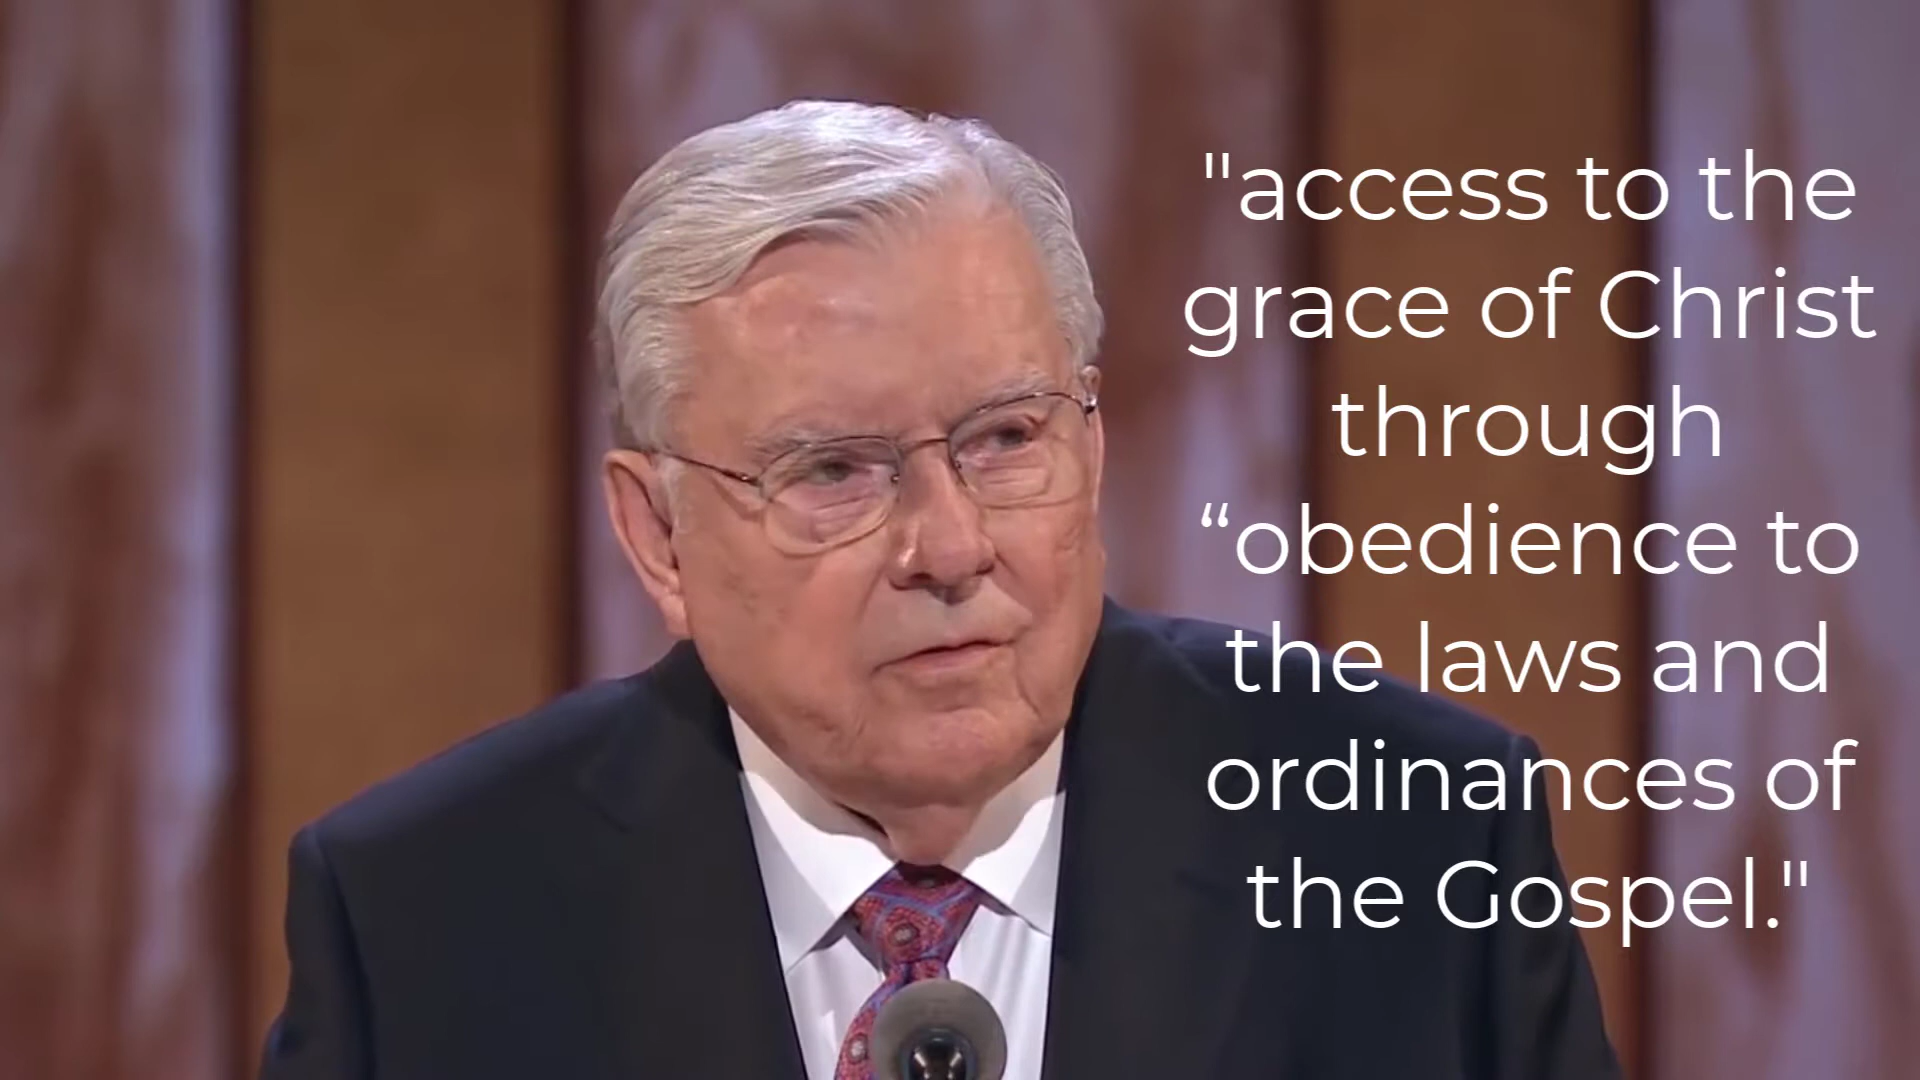 "access to the
grace of Christ
through
“obedience to
the laws and
ordinances of
the Gospel."